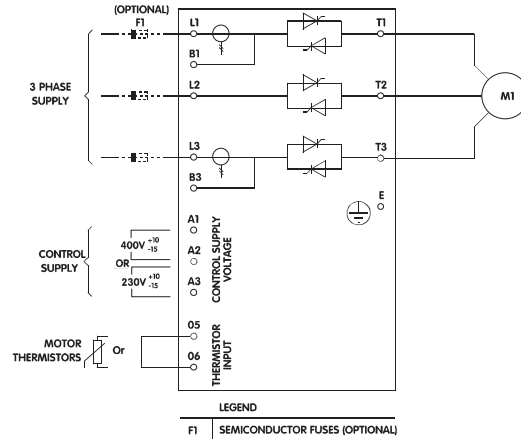 (OPTIONAL)
F1
L1
T1
B1
3 PHASE
SUPPLY
L2
T2
M1
L3
T3
B3
E
A1
400V +10 -15
A2
CONTROL
SUPPLY
OR
230V +10 -15
A3
CONTROL SUPPLY
VOLTAGE
05
MOTOR
THERMISTORS
Or
06
THERMISTOR
INPUT
LEGEND
F1 SEMICONDUCTOR FUSES (OPTIONAL)